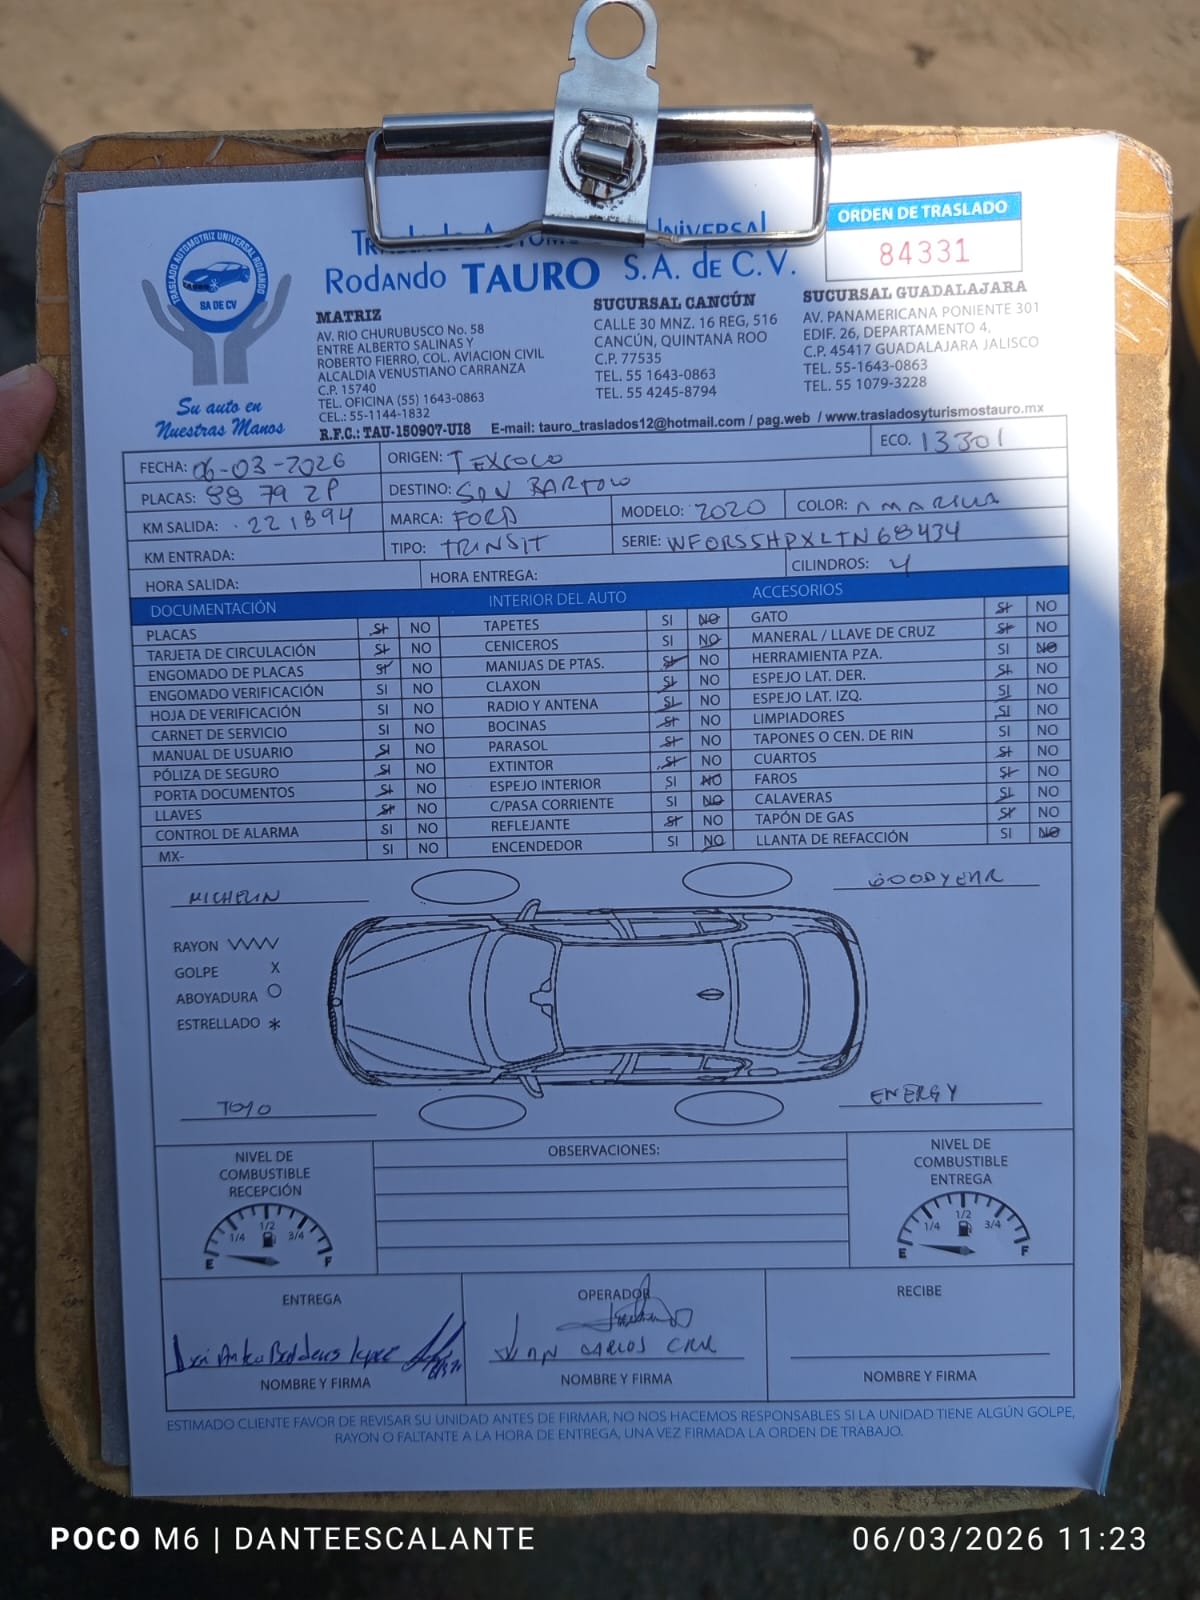 ORDEN DE TRASLADO
84331
TRASLADO AUTOMOTRIZ UNIVERSAL RODANDO
TAURO
SA DE CV
Su auto en
Nuestras Manos
UNIVERSAL
RODANDO TAURO S.A. DE C.V.
MATRIZ
AV. RIO CHURUBUSCO No. 58
ENTRE ALBERTO SALINAS Y
ROBERTO FIERRO, COL. AVIACION CIVIL
ALCALDIA VENUSTIANO CARRANZA
C.P. 15740
TEL. OFICINA (55) 1643-0863
CEL.: 55-1144-1832
SUCURSAL CANCÚN
CALLE 30 MNZ. 16 REG, 516
CANCÚN, QUINTANA ROO
C.P. 77535
TEL. 55 1643-0863
TEL. 55 4245-8794
SUCURSAL GUADALAJARA
AV. PANAMERICANA PONIENTE 301
EDIF. 26, DEPARTAMENTO 4,
C.P. 45417 GUADALAJARA JALISCO
TEL. 55-1643-0863
TEL. 55 1079-3228
R.F.C.: TAU-150907-UI8 E-mail: tauro_traslados12@hotmail.com / pag.web / www.trasladosyturismostauro.mx
FECHA: 06-03-2026 ORIGEN: TEXCOCO ECO. 13301
PLACAS: 88 79 2P DESTINO: SAN BARTOLO
KM SALIDA: 221894 MARCA: FORD MODELO: 2020 COLOR: AMARILLA
KM ENTRADA: TIPO: TRANSIT SERIE: WFORS5HPXLTN68434
HORA SALIDA: HORA ENTREGA: CILINDROS: 4
DOCUMENTACIÓN INTERIOR DEL AUTO ACCESORIOS
PLACAS SI NO TAPETES SI NO GATO SI NO
TARJETA DE CIRCULACIÓN SI NO CENICEROS SI NO MANERAL / LLAVE DE CRUZ SI NO
ENGOMADO DE PLACAS SI NO MANIJAS DE PTAS. SI NO HERRAMIENTA PZA. SI NO
ENGOMADO VERIFICACIÓN SI NO CLAXON SI NO ESPEJO LAT. DER. SI NO
HOJA DE VERIFICACIÓN SI NO RADIO Y ANTENA SI NO ESPEJO LAT. IZQ. SI NO
CARNET DE SERVICIO SI NO BOCINAS SI NO LIMPIADORES SI NO
MANUAL DE USUARIO SI NO PARASOL SI NO TAPONES O CEN. DE RIN SI NO
PÓLIZA DE SEGURO SI NO EXTINTOR SI NO CUARTOS SI NO
PORTA DOCUMENTOS SI NO ESPEJO INTERIOR SI NO FAROS SI NO
LLAVES SI NO C/PASA CORRIENTE SI NO CALAVERAS SI NO
CONTROL DE ALARMA SI NO REFLEJANTE SI NO TAPÓN DE GAS SI NO
MX- SI NO ENCENDEDOR SI NO LLANTA DE REFACCIÓN SI NO
MICHELIN GOODYEAR
RAYON
GOLPE X
ABOYADURA
ESTRELLADO
TOYO ENERGY
NIVEL DE
COMBUSTIBLE
RECEPCIÓN
E 1/4 1/2 3/4 F
OBSERVACIONES:
NIVEL DE
COMBUSTIBLE
ENTREGA
E 1/4 1/2 3/4 F
ENTREGA OPERADOR RECIBE
JUAN CARLOS CRUZ
NOMBRE Y FIRMA NOMBRE Y FIRMA NOMBRE Y FIRMA
ESTIMADO CLIENTE FAVOR DE REVISAR SU UNIDAD ANTES DE FIRMAR, NO NOS HACEMOS RESPONSABLES SI LA UNIDAD TIENE ALGÚN GOLPE,
RAYON O FALTANTE A LA HORA DE ENTREGA, UNA VEZ FIRMADA LA ORDEN DE TRABAJO.
POCO M6 | DANTEESCALANTE 06/03/2026 11:23